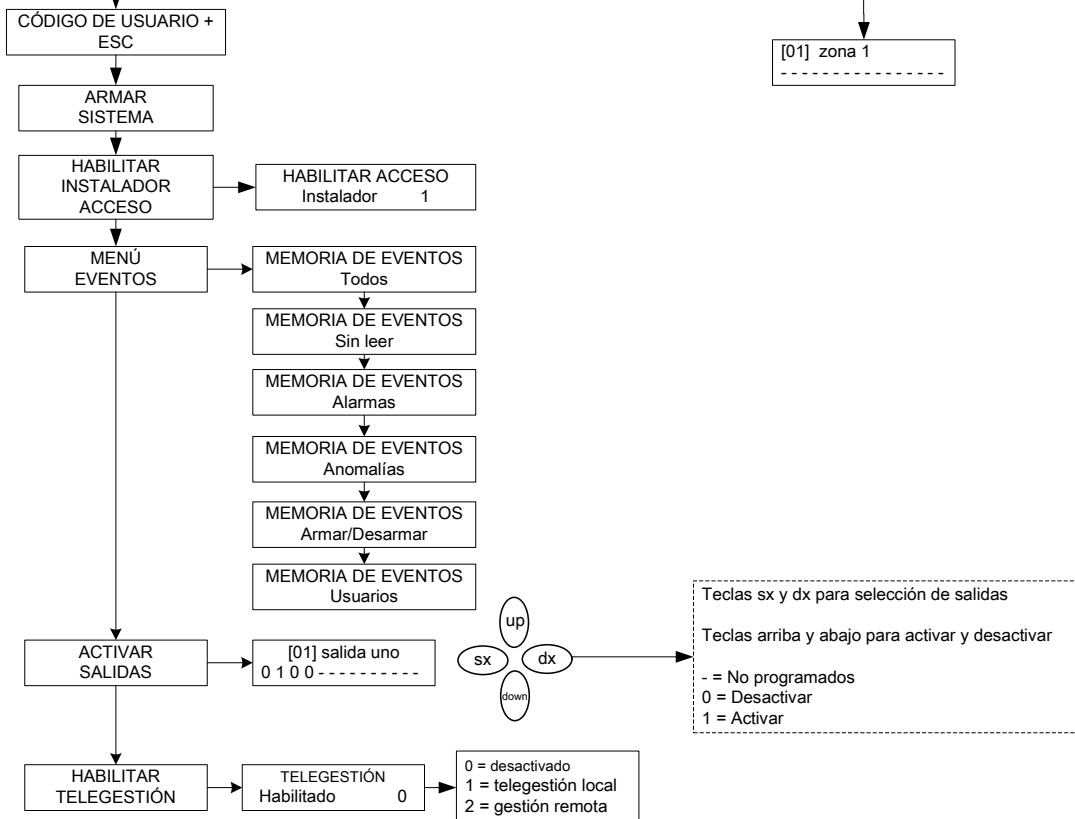 CÓDIGO DE USUARIO +
ESC
[01] zona 1
- - - - - - - - - - - - - - - -
ARMAR
SISTEMA
HABILITAR
INSTALADOR
ACCESO
HABILITAR ACCESO
Instalador 1
MENÚ
EVENTOS
MEMORIA DE EVENTOS
Todos
MEMORIA DE EVENTOS
Sin leer
MEMORIA DE EVENTOS
Alarmas
MEMORIA DE EVENTOS
Anomalías
MEMORIA DE EVENTOS
Armar/Desarmar
MEMORIA DE EVENTOS
Usuarios
ACTIVAR
SALIDAS
[01] salida uno
0 1 0 0 - - - - - - - - - -
up
sx
dx
down
Teclas sx y dx para selección de salidas
Teclas arriba y abajo para activar y desactivar
- = No programados
0 = Desactivar
1 = Activar
HABILITAR
TELEGESTIÓN
TELEGESTIÓN
Habilitado 0
0 = desactivado
1 = telegestión local
2 = gestión remota